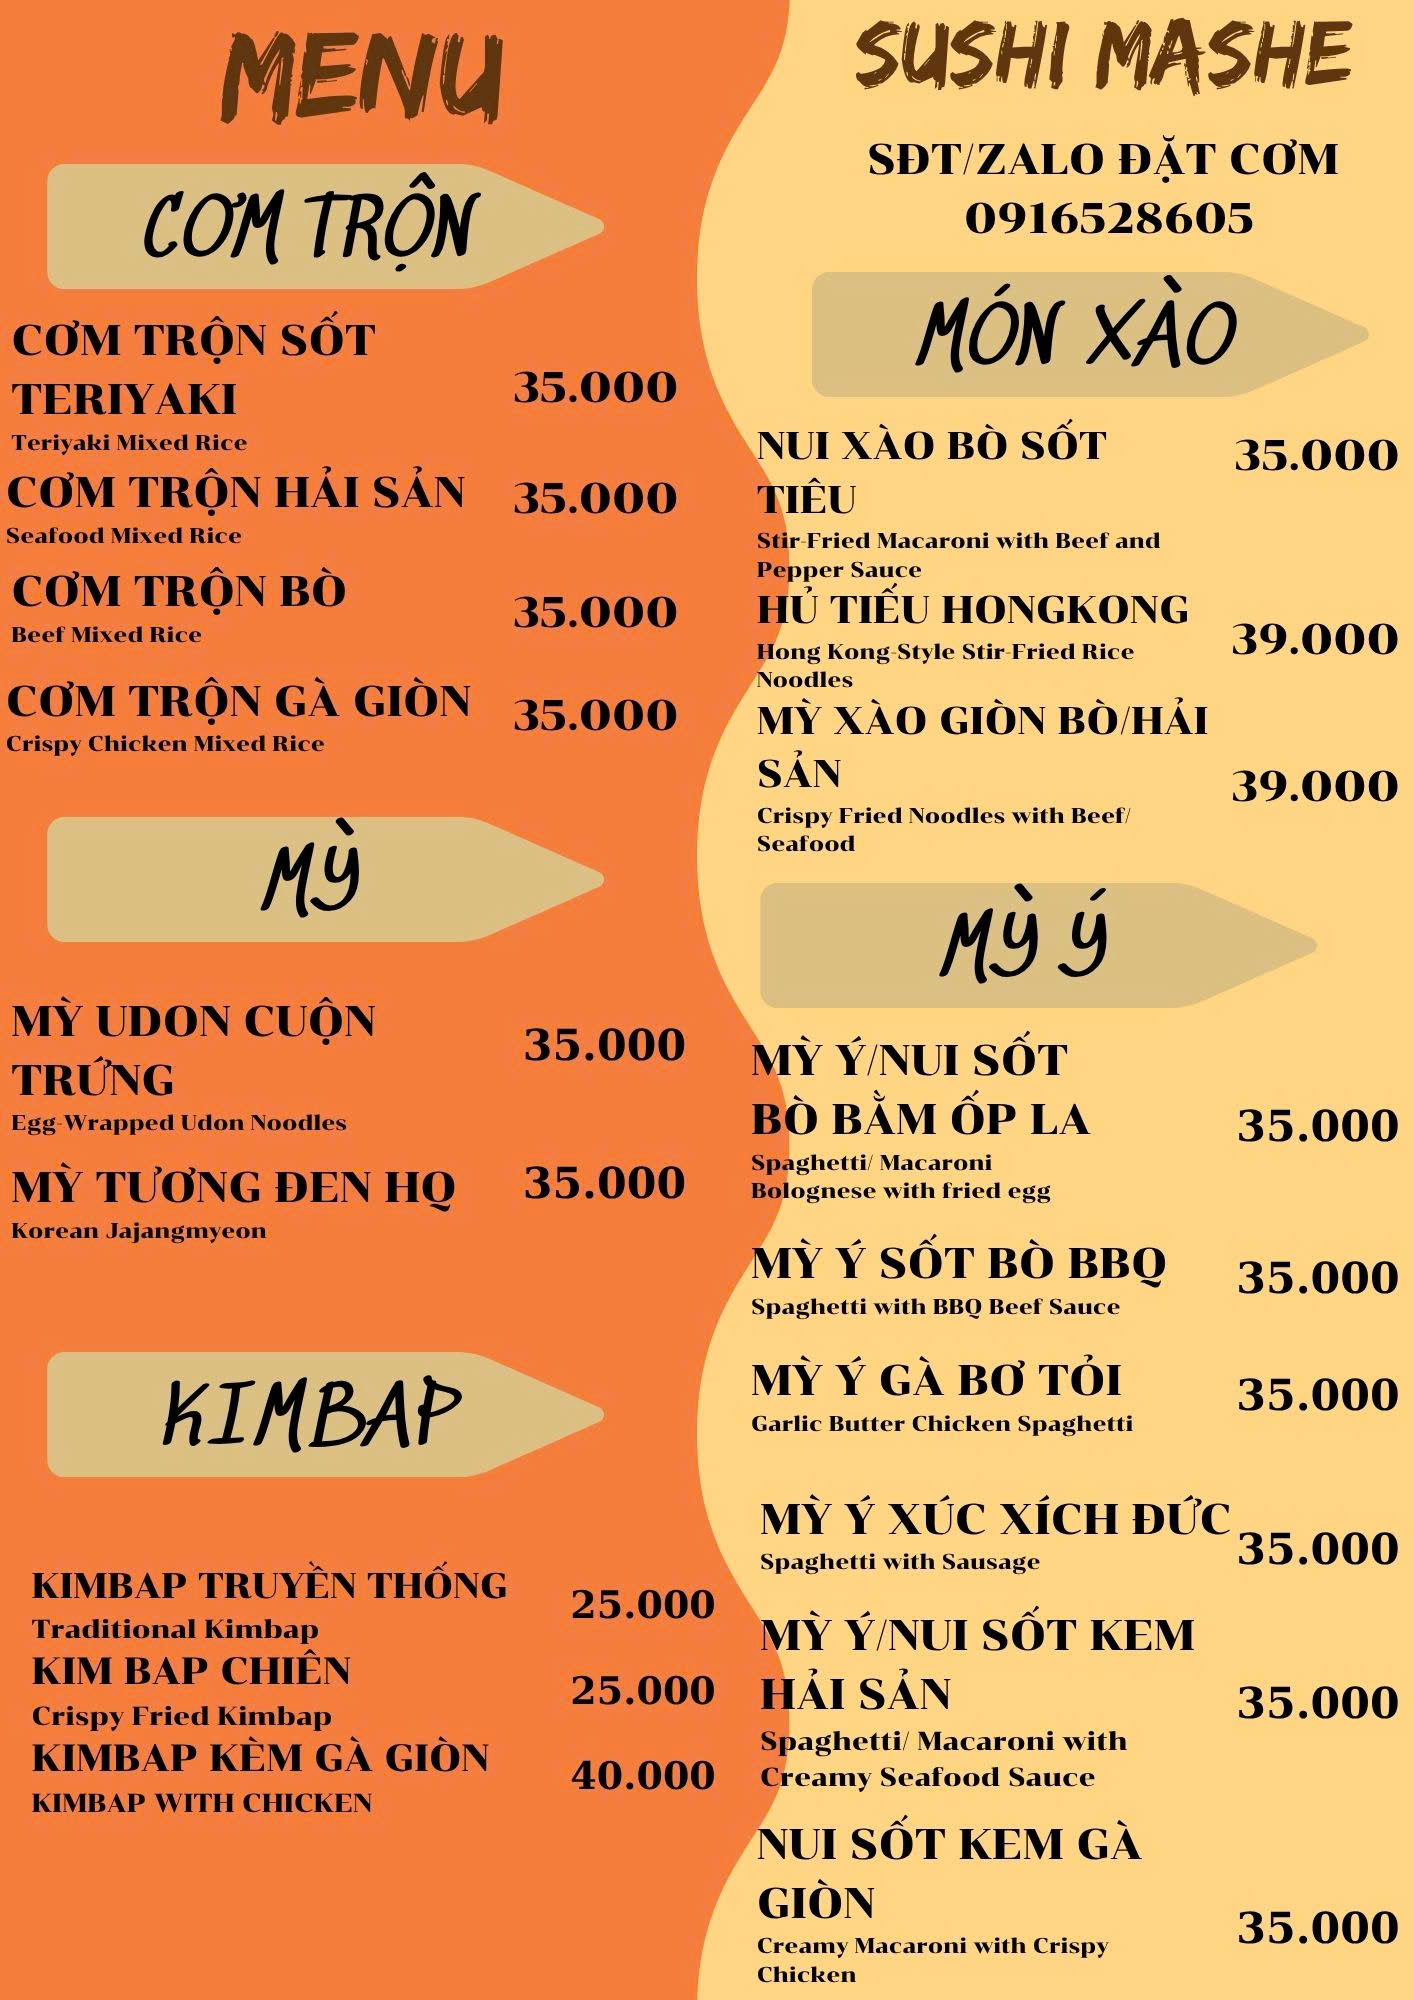 MENU
CƠM TRỘN
CƠM TRỘN SỐT
TERIYAKI
35.000
Teriyaki Mixed Rice
CƠM TRỘN HẢI SẢN
35.000
Seafood Mixed Rice
CƠM TRỘN BÒ
35.000
Beef Mixed Rice
CƠM TRỘN GÀ GIÒN
35.000
Crispy Chicken Mixed Rice
MỲ
MỲ UDON CUỘN
TRỨNG
35.000
Egg-Wrapped Udon Noodles
MỲ TƯƠNG ĐEN HQ
35.000
Korean Jajangmyeon
KIMBAP
KIMBAP TRUYỀN THỐNG
25.000
Traditional Kimbap
KIM BAP CHIÊN
25.000
Crispy Fried Kimbap
KIMBAP KÈM GÀ GIÒN
40.000
KIMBAP WITH CHICKEN
SUSHI MASHE
SĐT/ZALO ĐẶT CƠM
0916528605
MÓN XÀO
NUI XÀO BÒ SỐT
TIÊU
35.000
Stir-Fried Macaroni with Beef and
Pepper Sauce
HỦ TIẾU HONGKONG
39.000
Hong Kong-Style Stir-Fried Rice
Noodles
MỲ XÀO GIÒN BÒ/HẢI
SẢN
39.000
Crispy Fried Noodles with Beef/
Seafood
MỲ Ý
MỲ Ý/NUI SỐT
BÒ BẰM ỐP LA
35.000
Spaghetti/ Macaroni
Bolognese with fried egg
MỲ Ý SỐT BÒ BBQ
35.000
Spaghetti with BBQ Beef Sauce
MỲ Ý GÀ BƠ TỎI
35.000
Garlic Butter Chicken Spaghetti
MỲ Ý XÚC XÍCH ĐỨC
35.000
Spaghetti with Sausage
MỲ Ý/NUI SỐT KEM
HẢI SẢN
35.000
Spaghetti/ Macaroni with
Creamy Seafood Sauce
NUI SỐT KEM GÀ
GIÒN
35.000
Creamy Macaroni with Crispy
Chicken